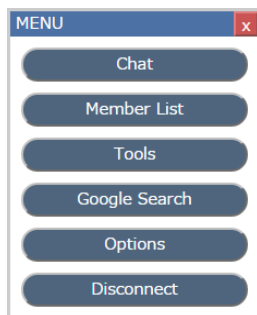 MENU x
Chat
Member List
Tools
Google Search
Options
Disconnect